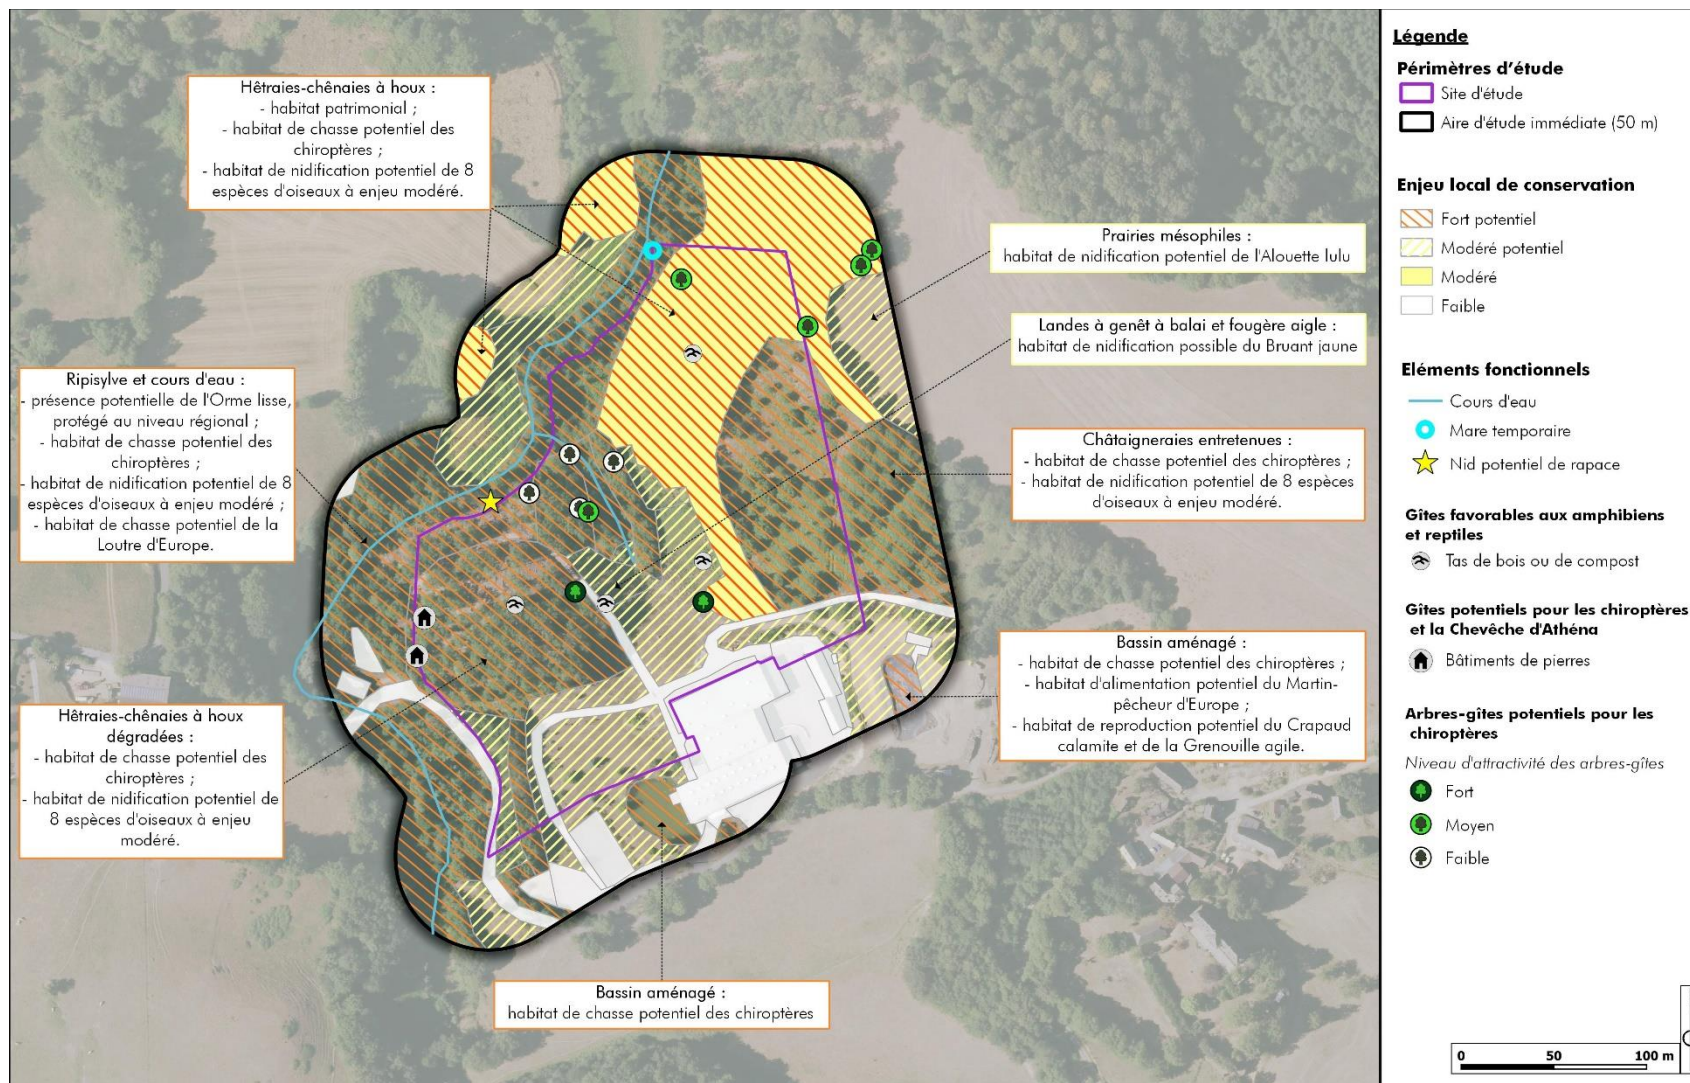 Hêtraies-chênaies à houx :
- habitat patrimonial ;
- habitat de chasse potentiel des
chiroptères ;
- habitat de nidification potentiel de 8
espèces d'oiseaux à enjeu modéré.
Prairies mésophiles :
habitat de nidification potentiel de l'Alouette lulu
Landes à genêt à balai et fougère aigle :
habitat de nidification possible du Bruant jaune
Ripisylve et cours d'eau :
- présence potentielle de l'Orme lisse,
protégé au niveau régional ;
- habitat de chasse potentiel des
chiroptères ;
- habitat de nidification potentiel de 8
espèces d'oiseaux à enjeu modéré ;
- habitat de chasse potentiel de la
Loutre d'Europe.
Châtaigneraies entretenues :
- habitat de chasse potentiel des chiroptères ;
- habitat de nidification potentiel de 8 espèces
d'oiseaux à enjeu modéré.
Bassin aménagé :
- habitat de chasse potentiel des chiroptères ;
- habitat d'alimentation potentiel du Martin-
pêcheur d'Europe ;
- habitat de reproduction potentiel du Crapaud
calamite et de la Grenouille agile.
Hêtraies-chênaies à houx
dégradées :
- habitat de chasse potentiel des
chiroptères ;
- habitat de nidification potentiel de
8 espèces d'oiseaux à enjeu
modéré.
Bassin aménagé :
habitat de chasse potentiel des chiroptères
Légende
Périmètres d'étude
Site d'étude
Aire d'étude immédiate (50 m)
Enjeu local de conservation
Fort potentiel
Modéré potentiel
Modéré
Faible
Eléments fonctionnels
Cours d'eau
Mare temporaire
Nid potentiel de rapace
Gîtes favorables aux amphibiens
et reptiles
Tas de bois ou de compost
Gîtes potentiels pour les chiroptères
et la Chevêche d'Athéna
Bâtiments de pierres
Arbres-gîtes potentiels pour les
chiroptères
Niveau d'attractivité des arbres-gîtes
Fort
Moyen
Faible
0 50 100 m